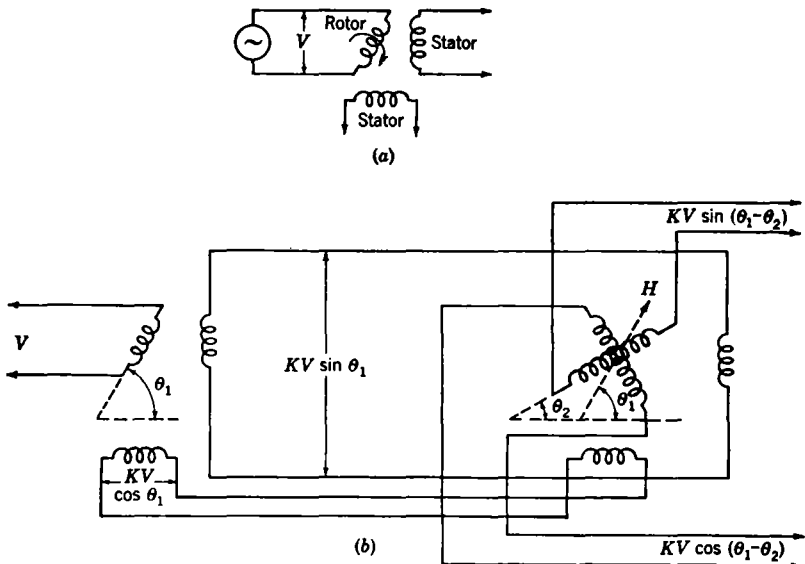 Rotor
V
Stator
Stator
(a)
KV sin (θ₁-θ₂)
H
V
KV sin θ₁
θ₁
θ₂
θ₁
KV
cos θ₁
(b)
KV cos (θ₁-θ₂)